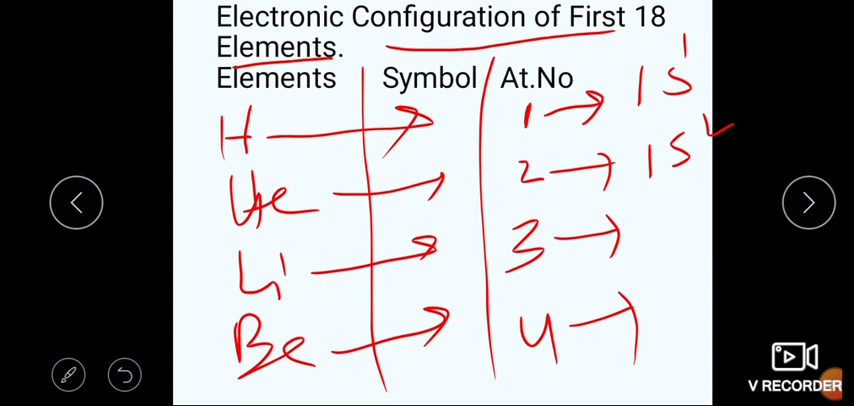 Electronic Configuration of First 18
Elements.
Elements Symbol At.No
H 1 1s¹
He 2 1s²
Li 3
Be 4
V RECORDER